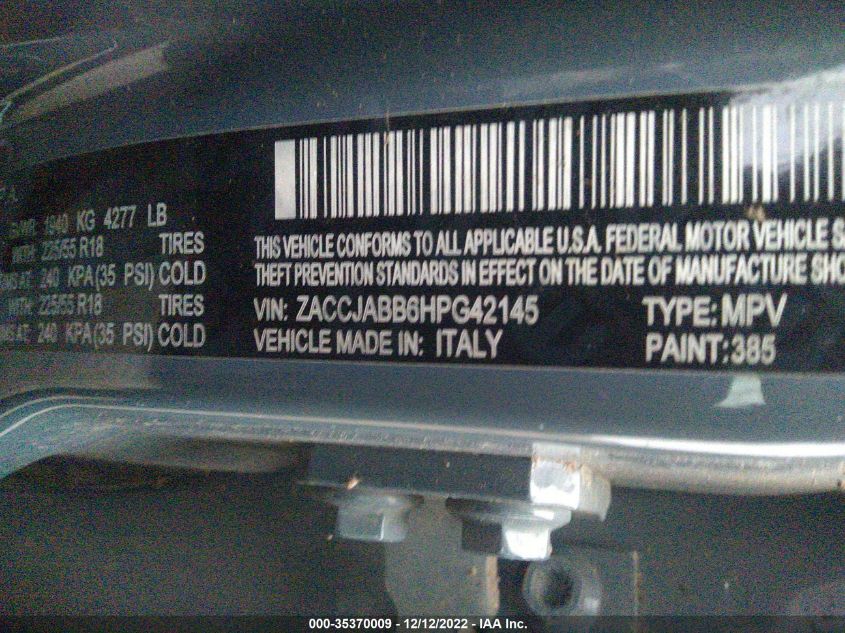 KG 4277 LB
225/55 R18 TIRES
AT: 240 KPA(35 PSI) COLD
225/55 R18 TIRES
AT: 240 KPA(35 PSI) COLD
THIS VEHICLE CONFORMS TO ALL APPLICABLE U.S.A. FEDERAL MOTOR VEHICLE S
THEFT PREVENTION STANDARDS IN EFFECT ON THE DATE OF MANUFACTURE SHO
VIN: ZACCJABB6HPG42145 TYPE: MPV
VEHICLE MADE IN: ITALY PAINT: 385
000-35370009 - 12/12/2022 - IAA Inc.